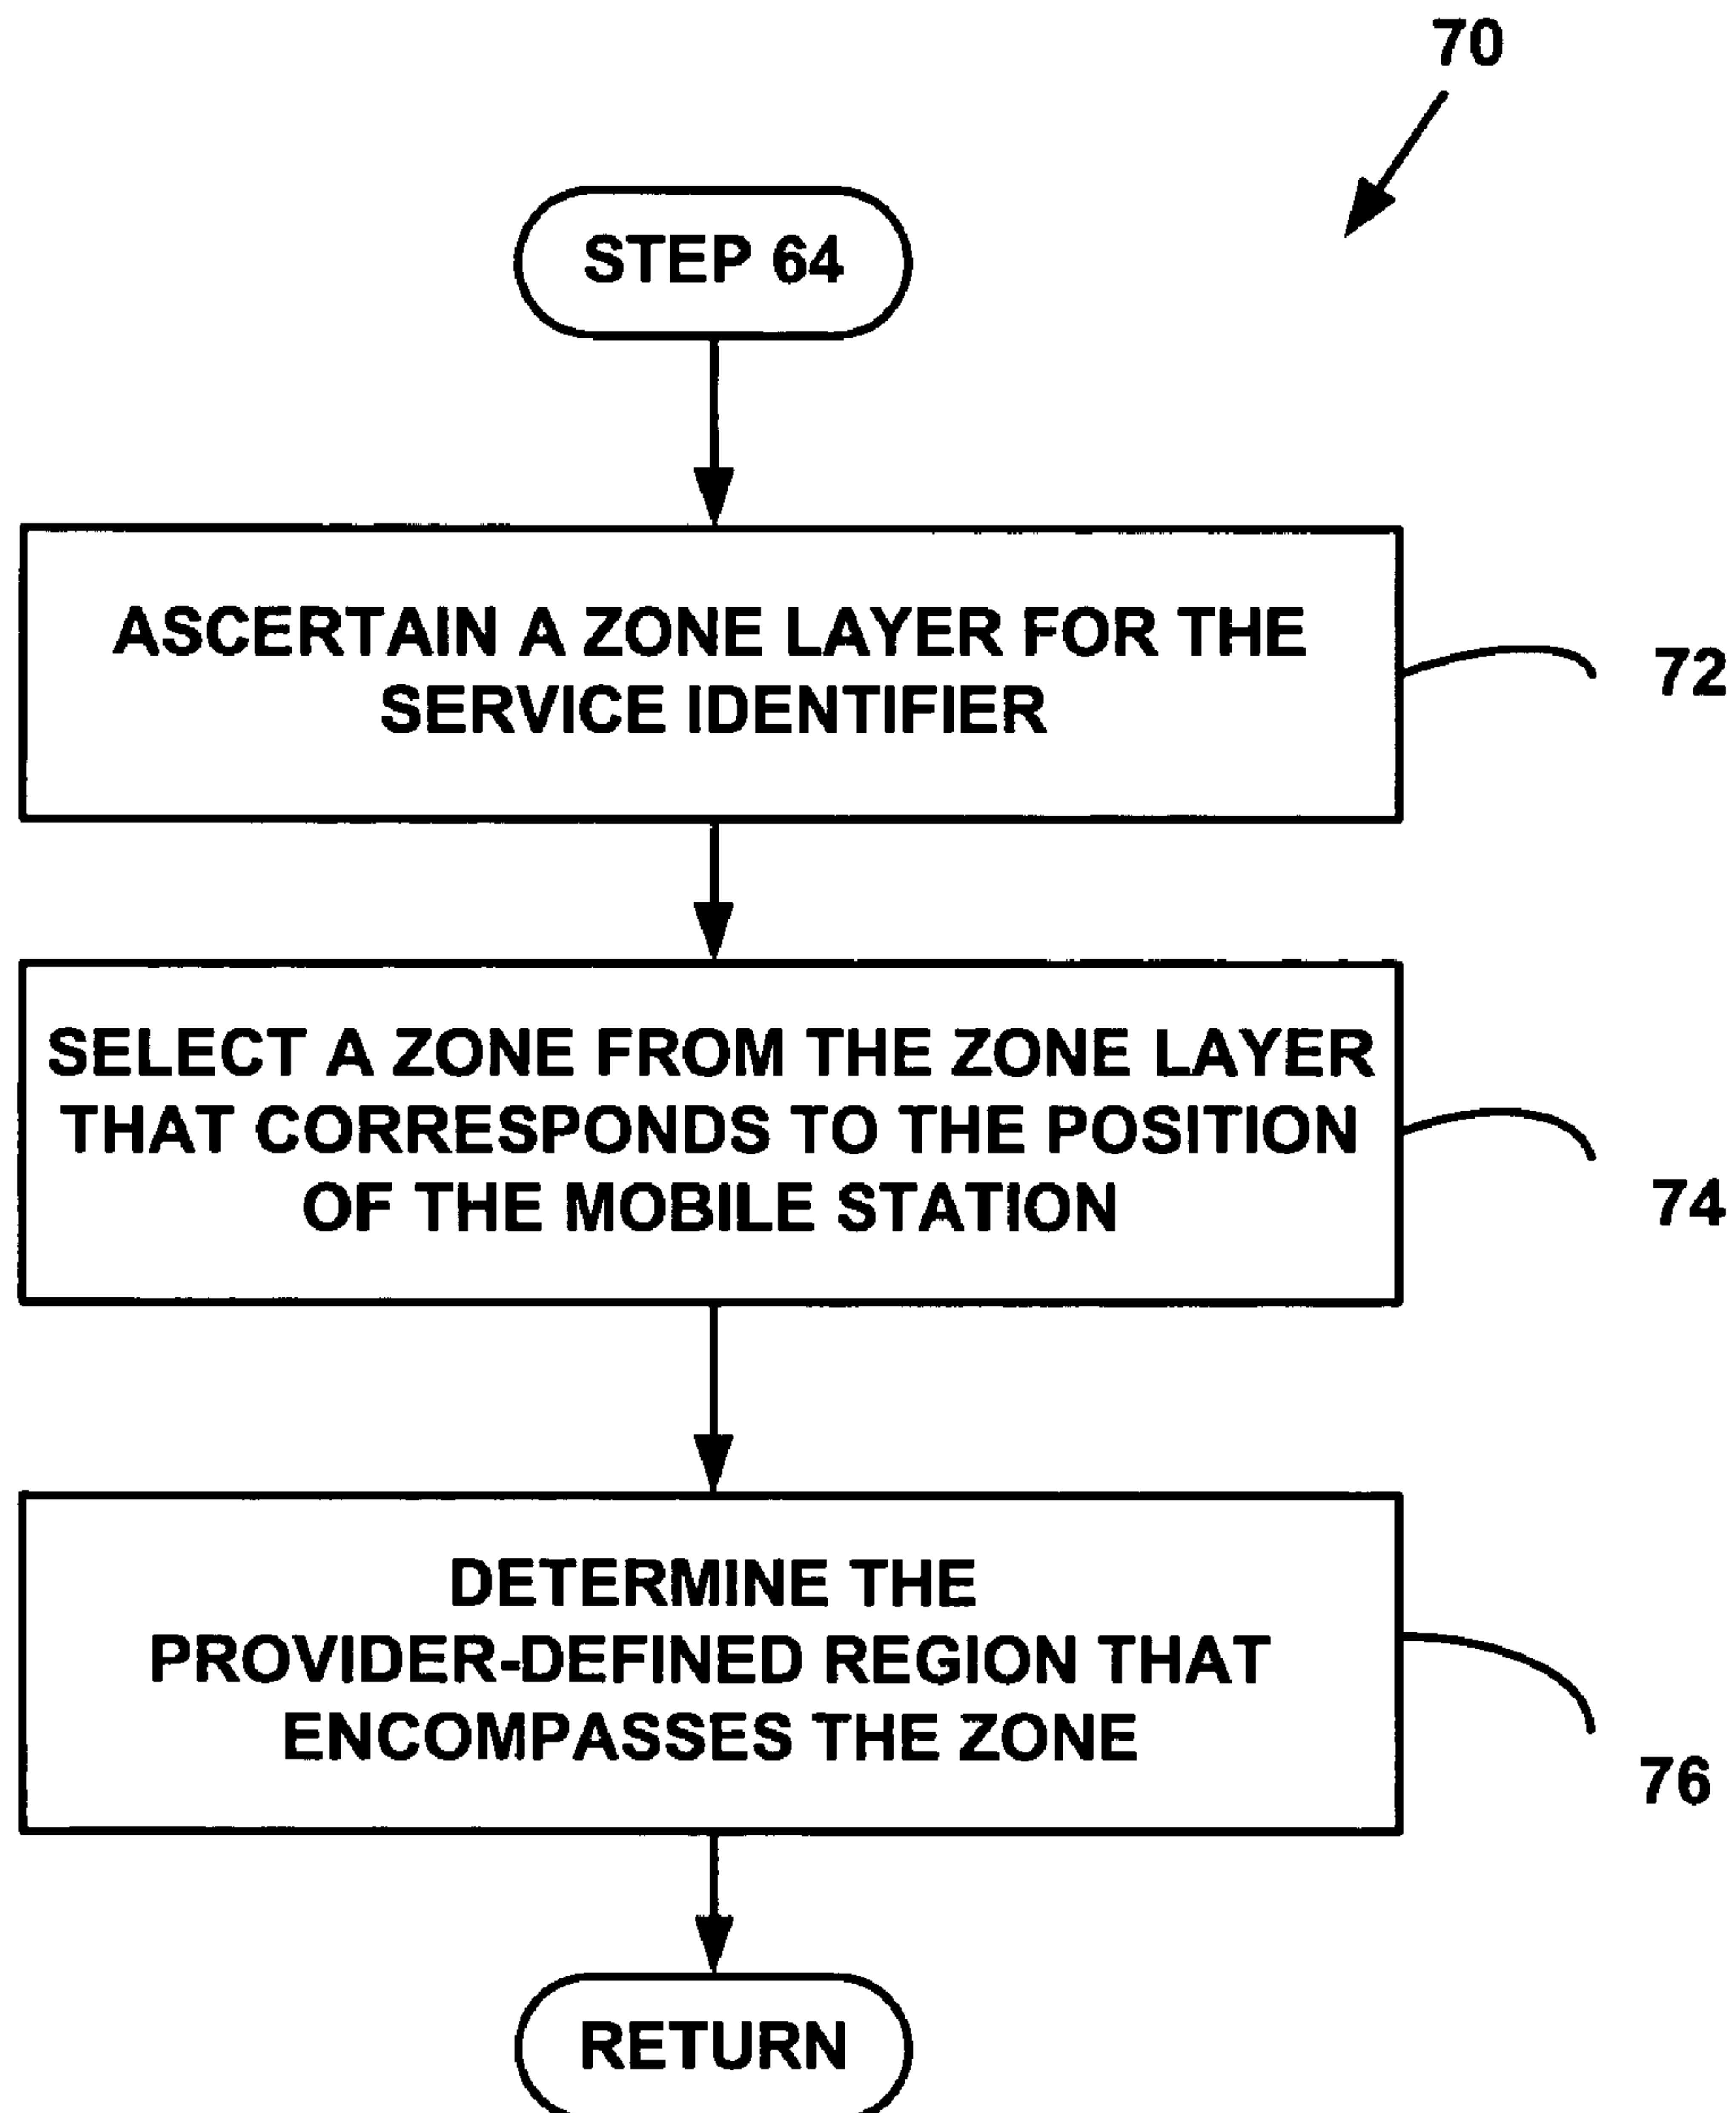 70
STEP 64
ASCERTAIN A ZONE LAYER FOR THE
SERVICE IDENTIFIER
72
SELECT A ZONE FROM THE ZONE LAYER
THAT CORRESPONDS TO THE POSITION
OF THE MOBILE STATION
74
DETERMINE THE
PROVIDER-DEFINED REGION THAT
ENCOMPASSES THE ZONE
76
RETURN